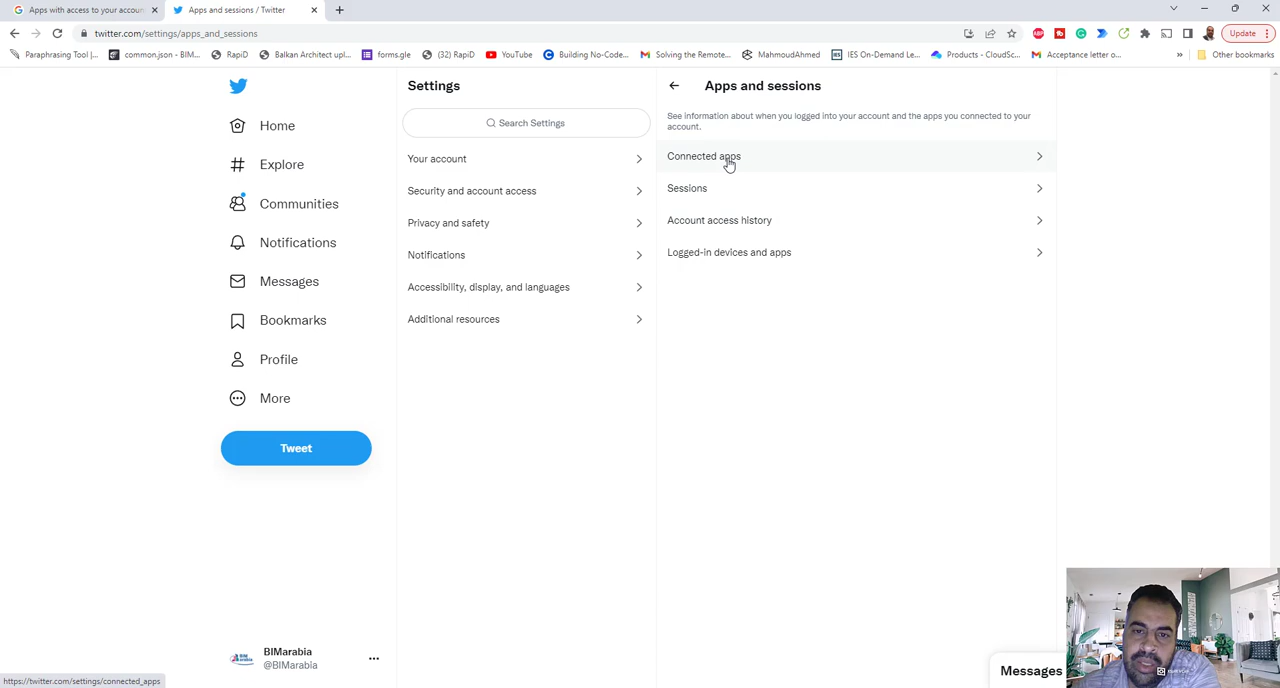 Apps with access to your accoun
Apps and sessions / Twitter
twitter.com/settings/apps_and_sessions
Update
Paraphrasing Tool |...
common.json - BIM...
RapiD
Balkan Architect upl...
forms.gle
(32) RapiD
YouTube
Building No-Code...
Solving the Remote...
MahmoudAhmed
IES On-Demand Le...
Products - CloudSc...
Acceptance letter o...
»
Other bookmarks
Home
Explore
Communities
Notifications
Messages
Bookmarks
Profile
More
Tweet
BIMarabia
@BIMarabia
Settings
Search Settings
Your account
Security and account access
Privacy and safety
Notifications
Accessibility, display, and languages
Additional resources
Apps and sessions
See information about when you logged into your account and the apps you connected to your
account.
Connected apps
Sessions
Account access history
Logged-in devices and apps
Messages
https://twitter.com/settings/connected_apps